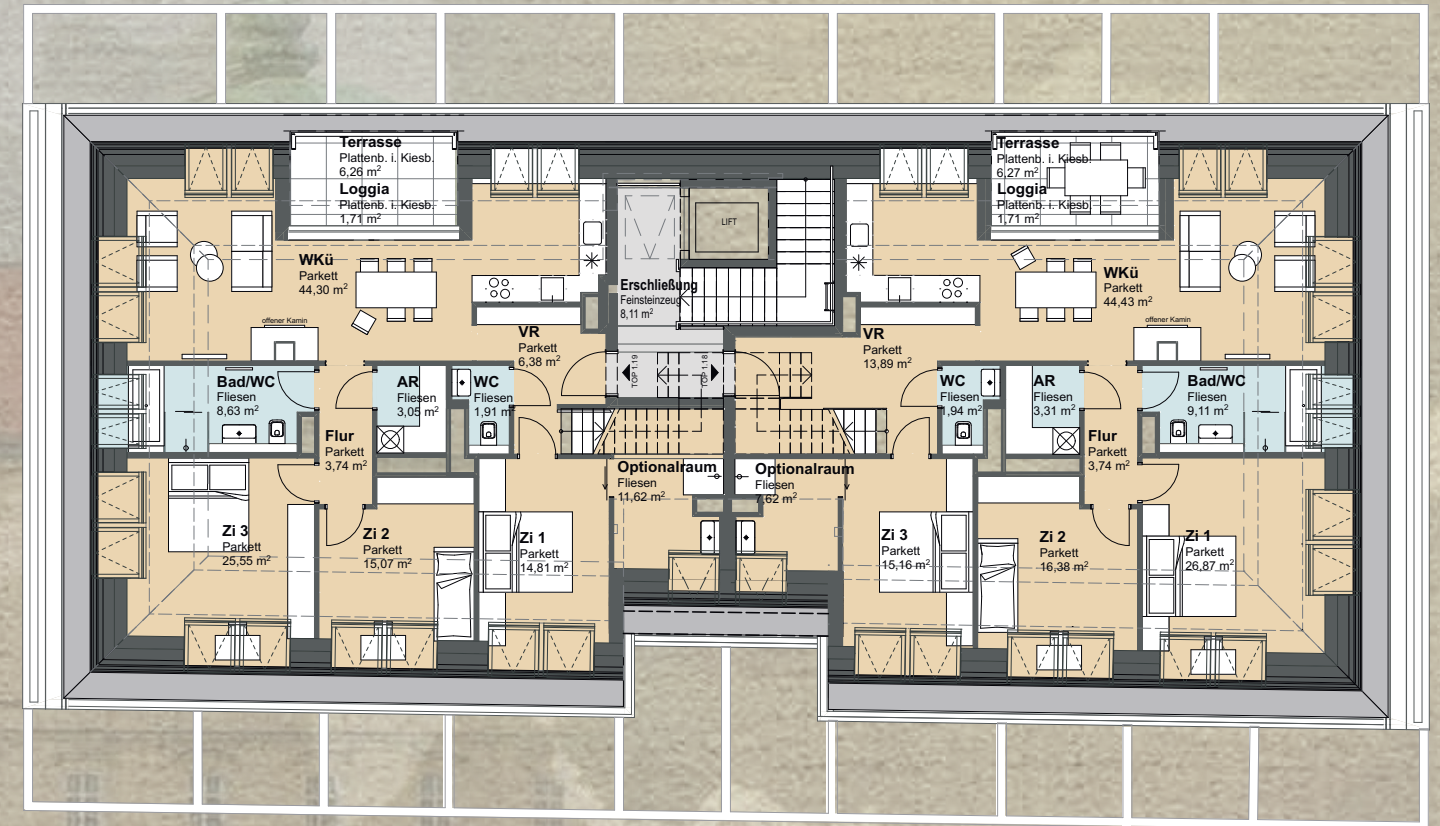 Terrasse
Plattenb. i. Kiesb.
6,26 m²
Loggia
Plattenb. i. Kiesb.
1,71 m²
Terrasse
Plattenb. i. Kiesb.
6,27 m²
Loggia
Plattenb. i. Kiesb.
1,71 m²
LIFT
WKü
Parkett
44,30 m²
Erschließung
Feinsteinzeug
8,11 m²
WKü
Parkett
44,43 m²
offener Kamin
offener Kamin
VR
Parkett
6,38 m²
VR
Parkett
13,89 m²
TOP 1.19
TOP 1.18
Bad/WC
Fliesen
8,63 m²
AR
Fliesen
3,05 m²
WC
Fliesen
1,91 m²
WC
Fliesen
1,94 m²
AR
Fliesen
3,31 m²
Bad/WC
Fliesen
9,11 m²
Flur
Parkett
3,74 m²
Flur
Parkett
3,74 m²
Optionalraum
Fliesen
11,62 m²
Optionalraum
Fliesen
7,62 m²
Zi 3
Parkett
25,55 m²
Zi 2
Parkett
15,07 m²
Zi 1
Parkett
14,81 m²
Zi 3
Parkett
15,16 m²
Zi 2
Parkett
16,38 m²
Zi 1
Parkett
26,87 m²